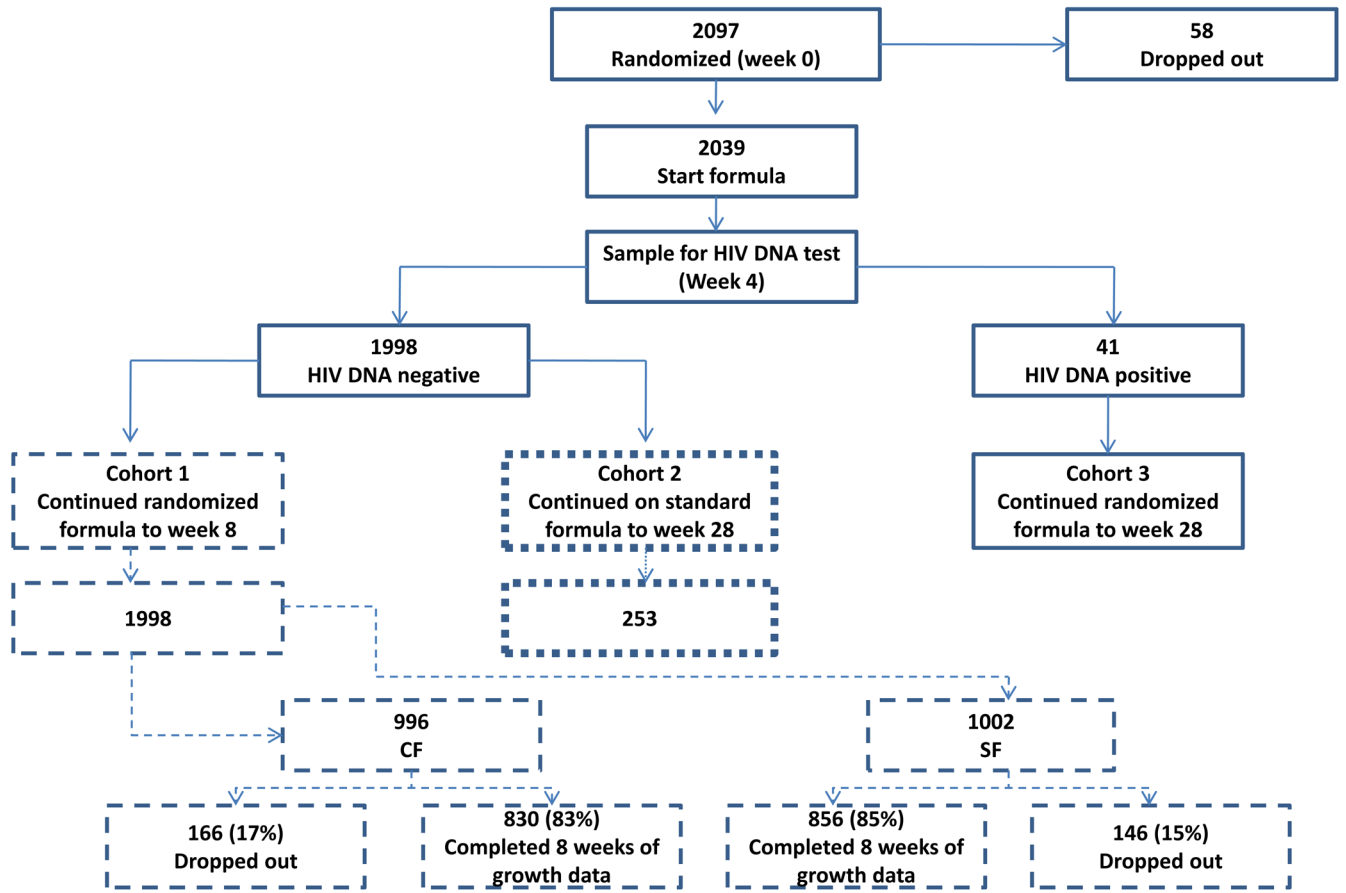 2097
Randomized (week 0)
58
Dropped out
2039
Start formula
Sample for HIV DNA test
(Week 4)
1998
HIV DNA negative
41
HIV DNA positive
Cohort 1
Continued randomized
formula to week 8
Cohort 2
Continued on standard
formula to week 28
Cohort 3
Continued randomized
formula to week 28
1998
253
996
CF
1002
SF
166 (17%)
Dropped out
830 (83%)
Completed 8 weeks of
growth data
856 (85%)
Completed 8 weeks of
growth data
146 (15%)
Dropped out